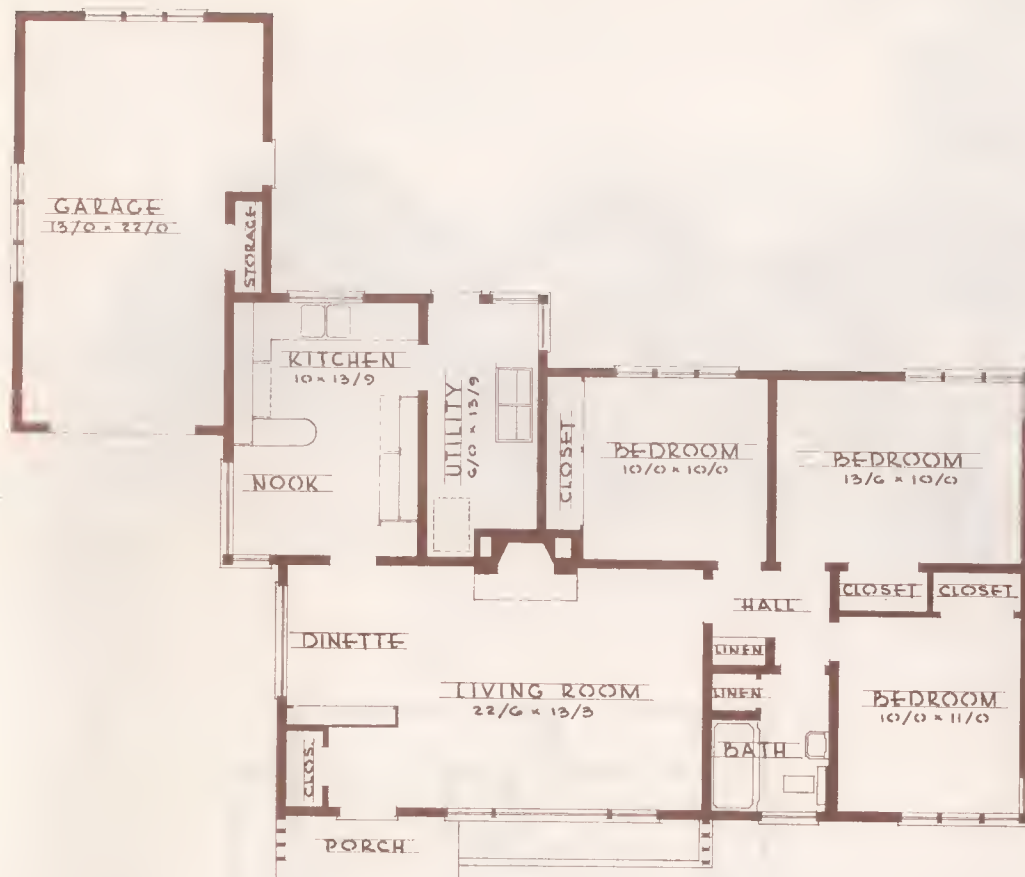 GARAGE
13/0 × 22/0
STORAGE
KITCHEN
10 × 13/9
UTILITY
6/0 × 13/9
NOOK
CLOSET
BEDROOM
10/0 × 10/0
BEDROOM
13/6 × 10/0
CLOSET
CLOSET
HALL
DINETTE
LINEN
LINEN
LIVING ROOM
22/6 × 13/3
BEDROOM
10/0 × 11/0
BATH
CLOS.
PORCH